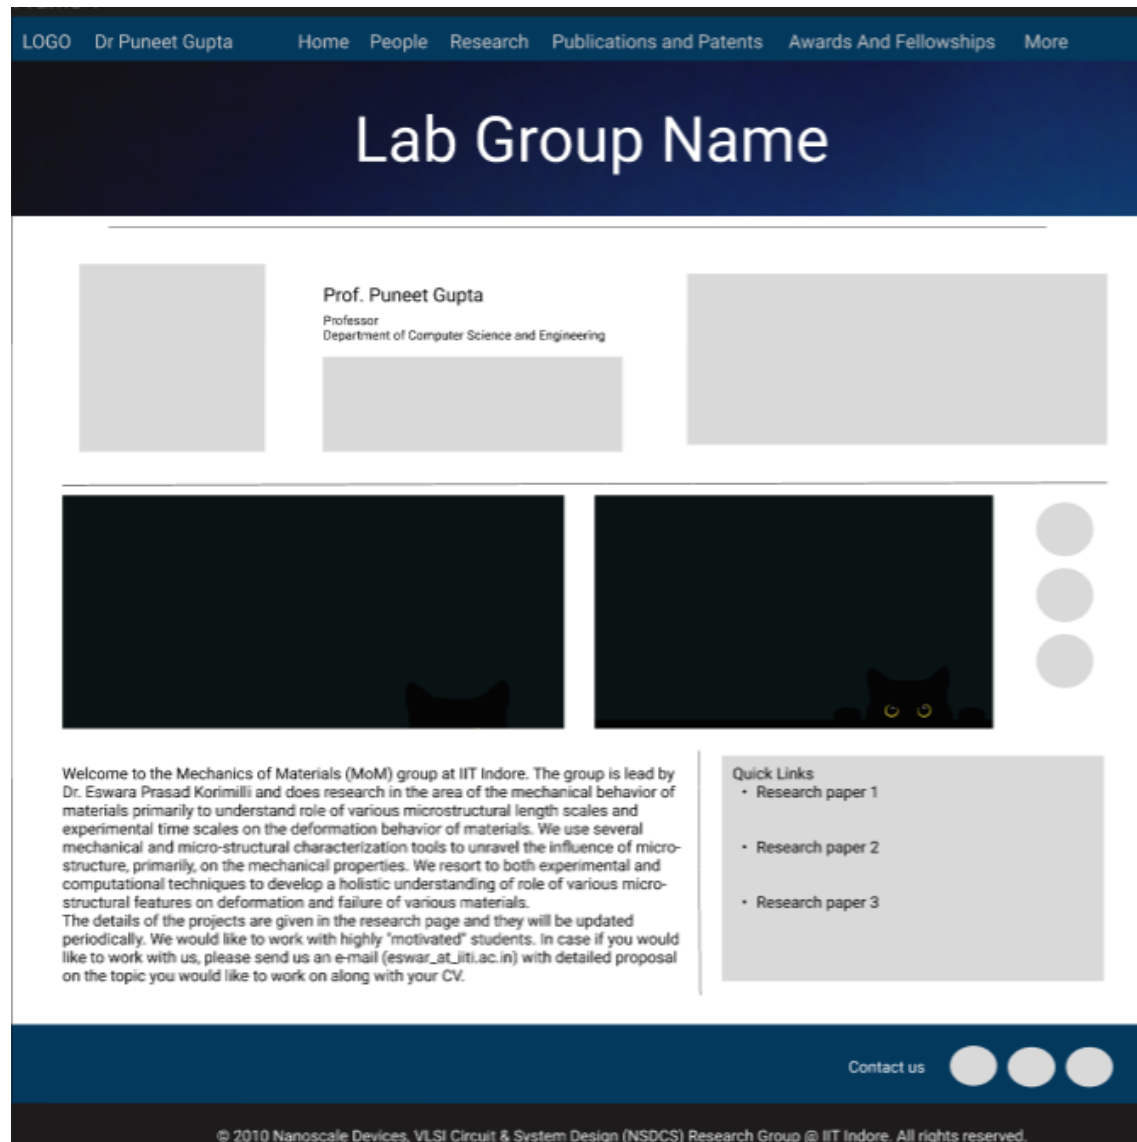 LOGO Dr Puneet Gupta Home People Research Publications and Patents Awards And Fellowships More
Lab Group Name
Prof. Puneet Gupta
Professor
Department of Computer Science and Engineering
Welcome to the Mechanics of Materials (MoM) group at IIT Indore. The group is lead by
Dr. Eswara Prasad Korimilli and does research in the area of the mechanical behavior of
materials primarily to understand role of various microstructural length scales and
experimental time scales on the deformation behavior of materials. We use several
mechanical and micro-structural characterization tools to unravel the influence of micro-
structure, primarily, on the mechanical properties. We resort to both experimental and
computational techniques to develop a holistic understanding of role of various micro-
structural features on deformation and failure of various materials.
The details of the projects are given in the research page and they will be updated
periodically. We would like to work with highly "motivated" students. In case if you would
like to work with us, please send us an e-mail (eswar_at_iiti.ac.in) with detailed proposal
on the topic you would like to work on along with your CV.
Quick Links
• Research paper 1
• Research paper 2
• Research paper 3
Contact us
© 2010 Nanoscale Devices, VLSI Circuit & System Design (NSDCS) Research Group @ IIT Indore. All rights reserved.